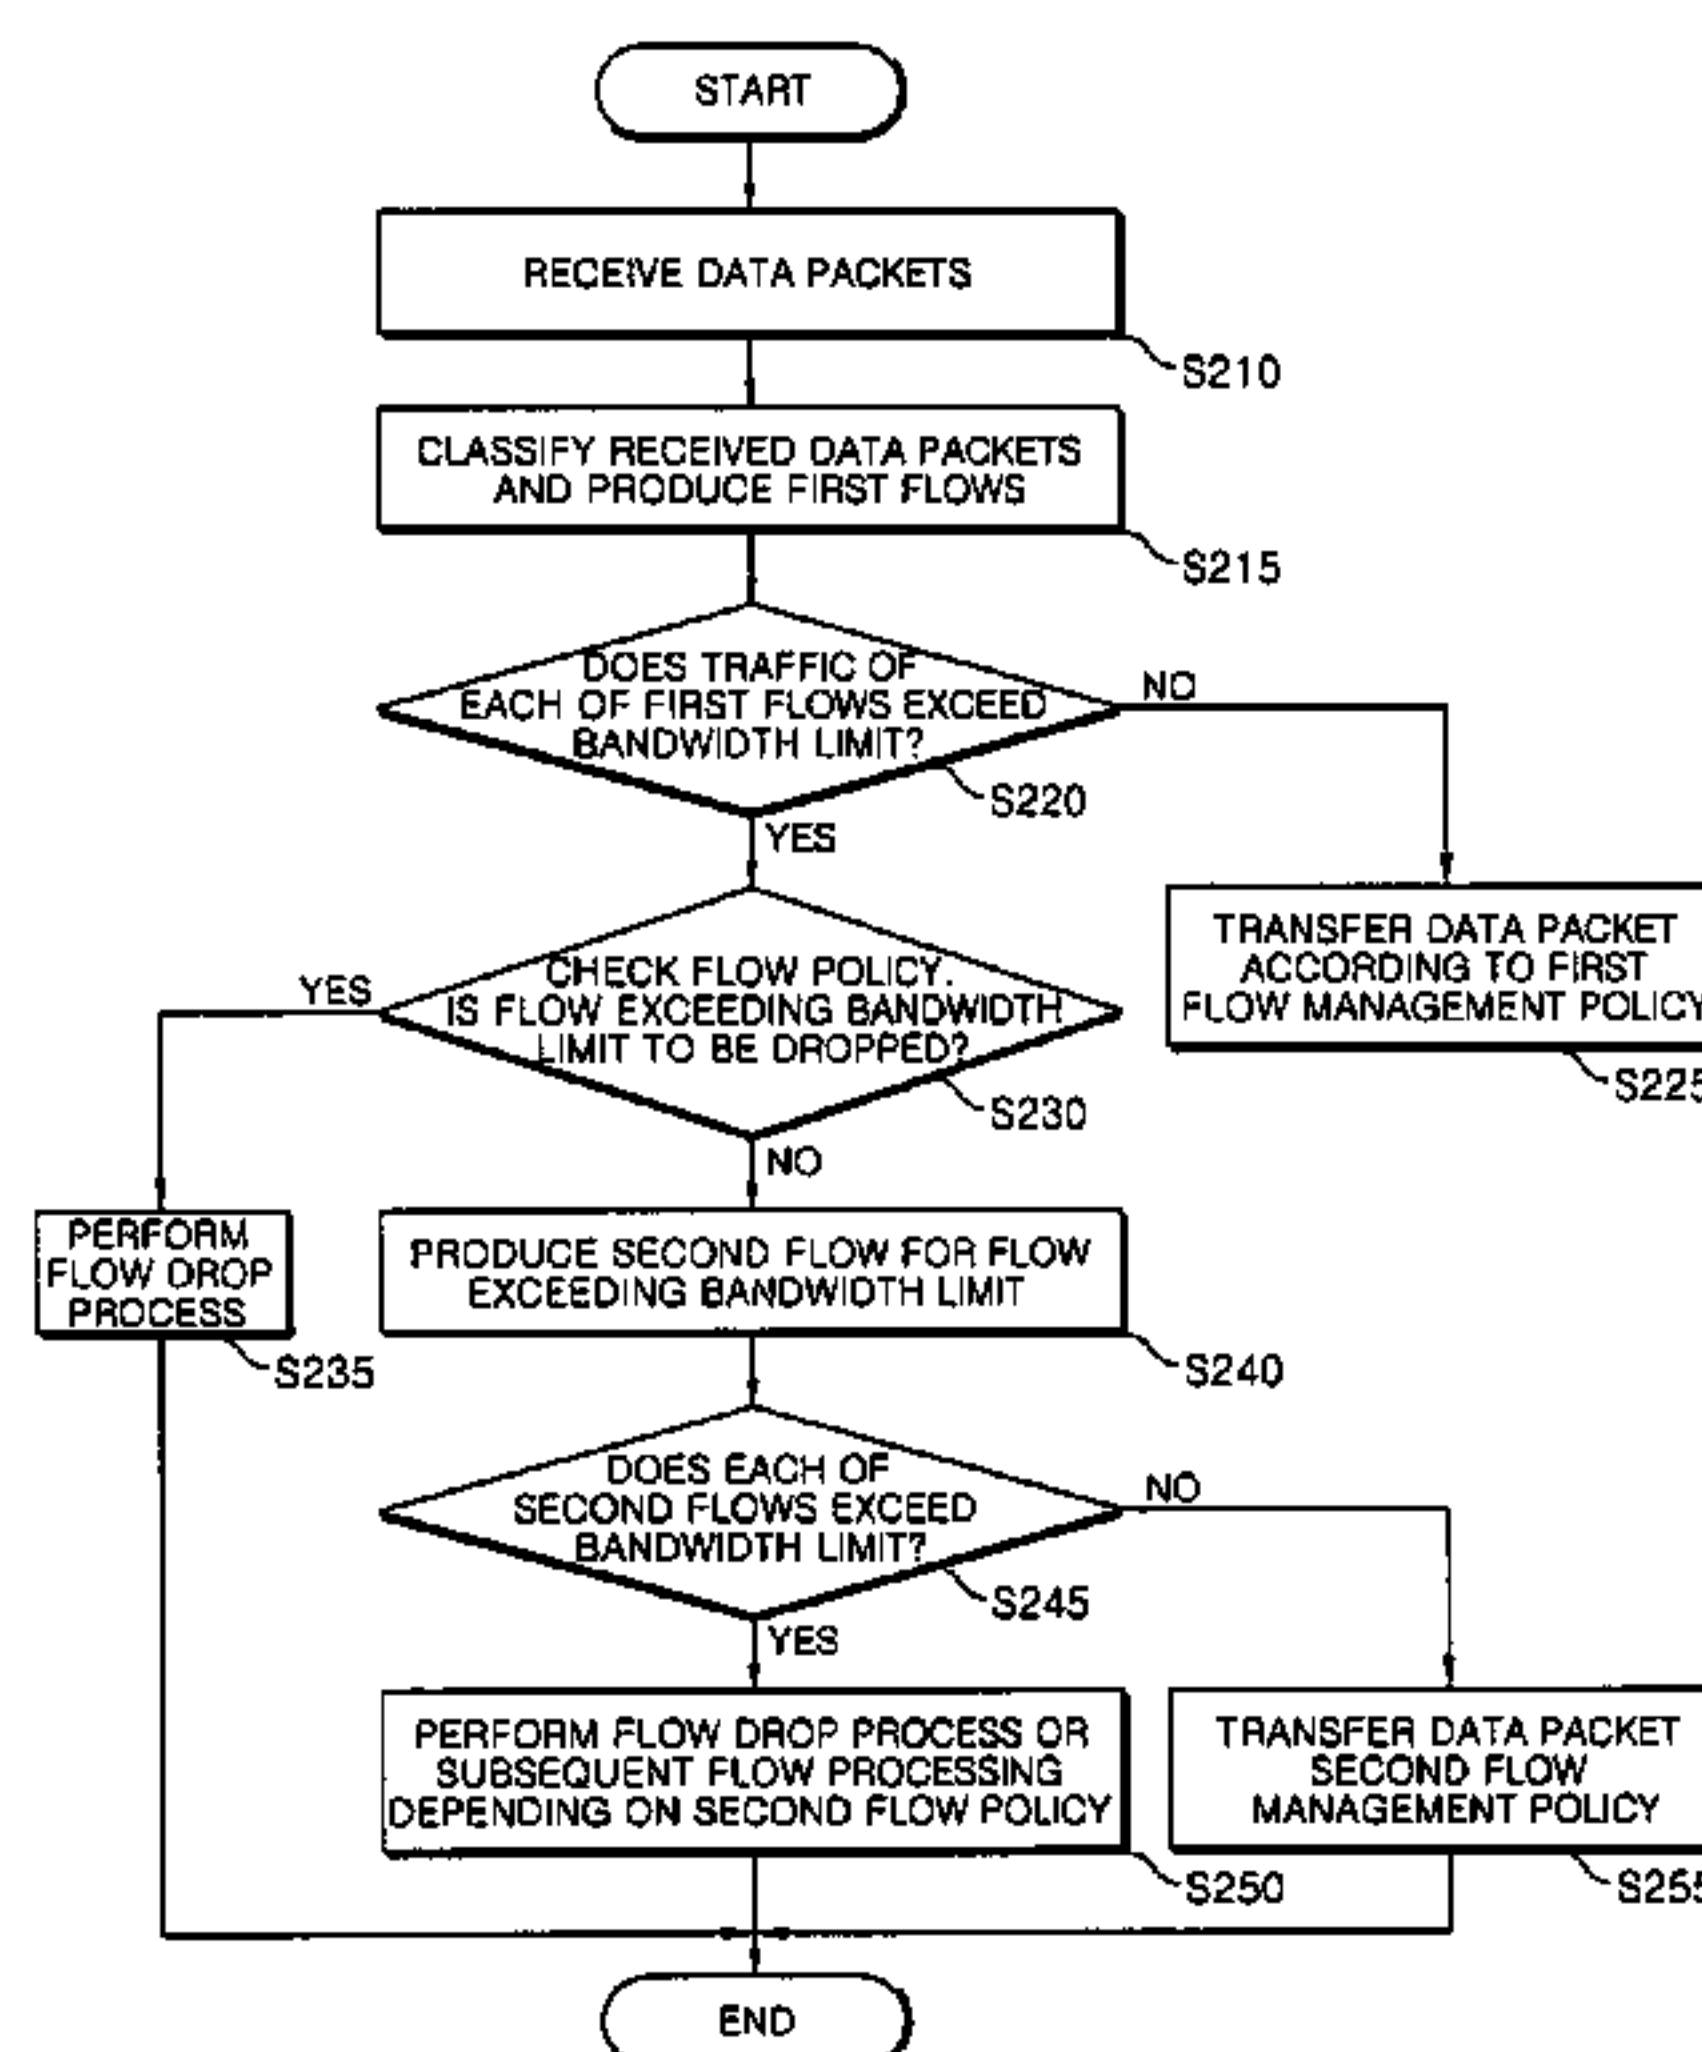 START
RECEIVE DATA PACKETS
S210
CLASSIFY RECEIVED DATA PACKETS
AND PRODUCE FIRST FLOWS
S215
DOES TRAFFIC OF
EACH OF FIRST FLOWS EXCEED
BANDWIDTH LIMIT?
S220
NO
YES
TRANSFER DATA PACKET
ACCORDING TO FIRST
FLOW MANAGEMENT POLICY
S225
CHECK FLOW POLICY.
IS FLOW EXCEEDING BANDWIDTH
LIMIT TO BE DROPPED?
S230
YES
NO
PERFORM
FLOW DROP
PROCESS
S235
PRODUCE SECOND FLOW FOR FLOW
EXCEEDING BANDWIDTH LIMIT
S240
DOES EACH OF
SECOND FLOWS EXCEED
BANDWIDTH LIMIT?
S245
NO
YES
PERFORM FLOW DROP PROCESS OR
SUBSEQUENT FLOW PROCESSING
DEPENDING ON SECOND FLOW POLICY
S250
TRANSFER DATA PACKET
SECOND FLOW
MANAGEMENT POLICY
S255
END